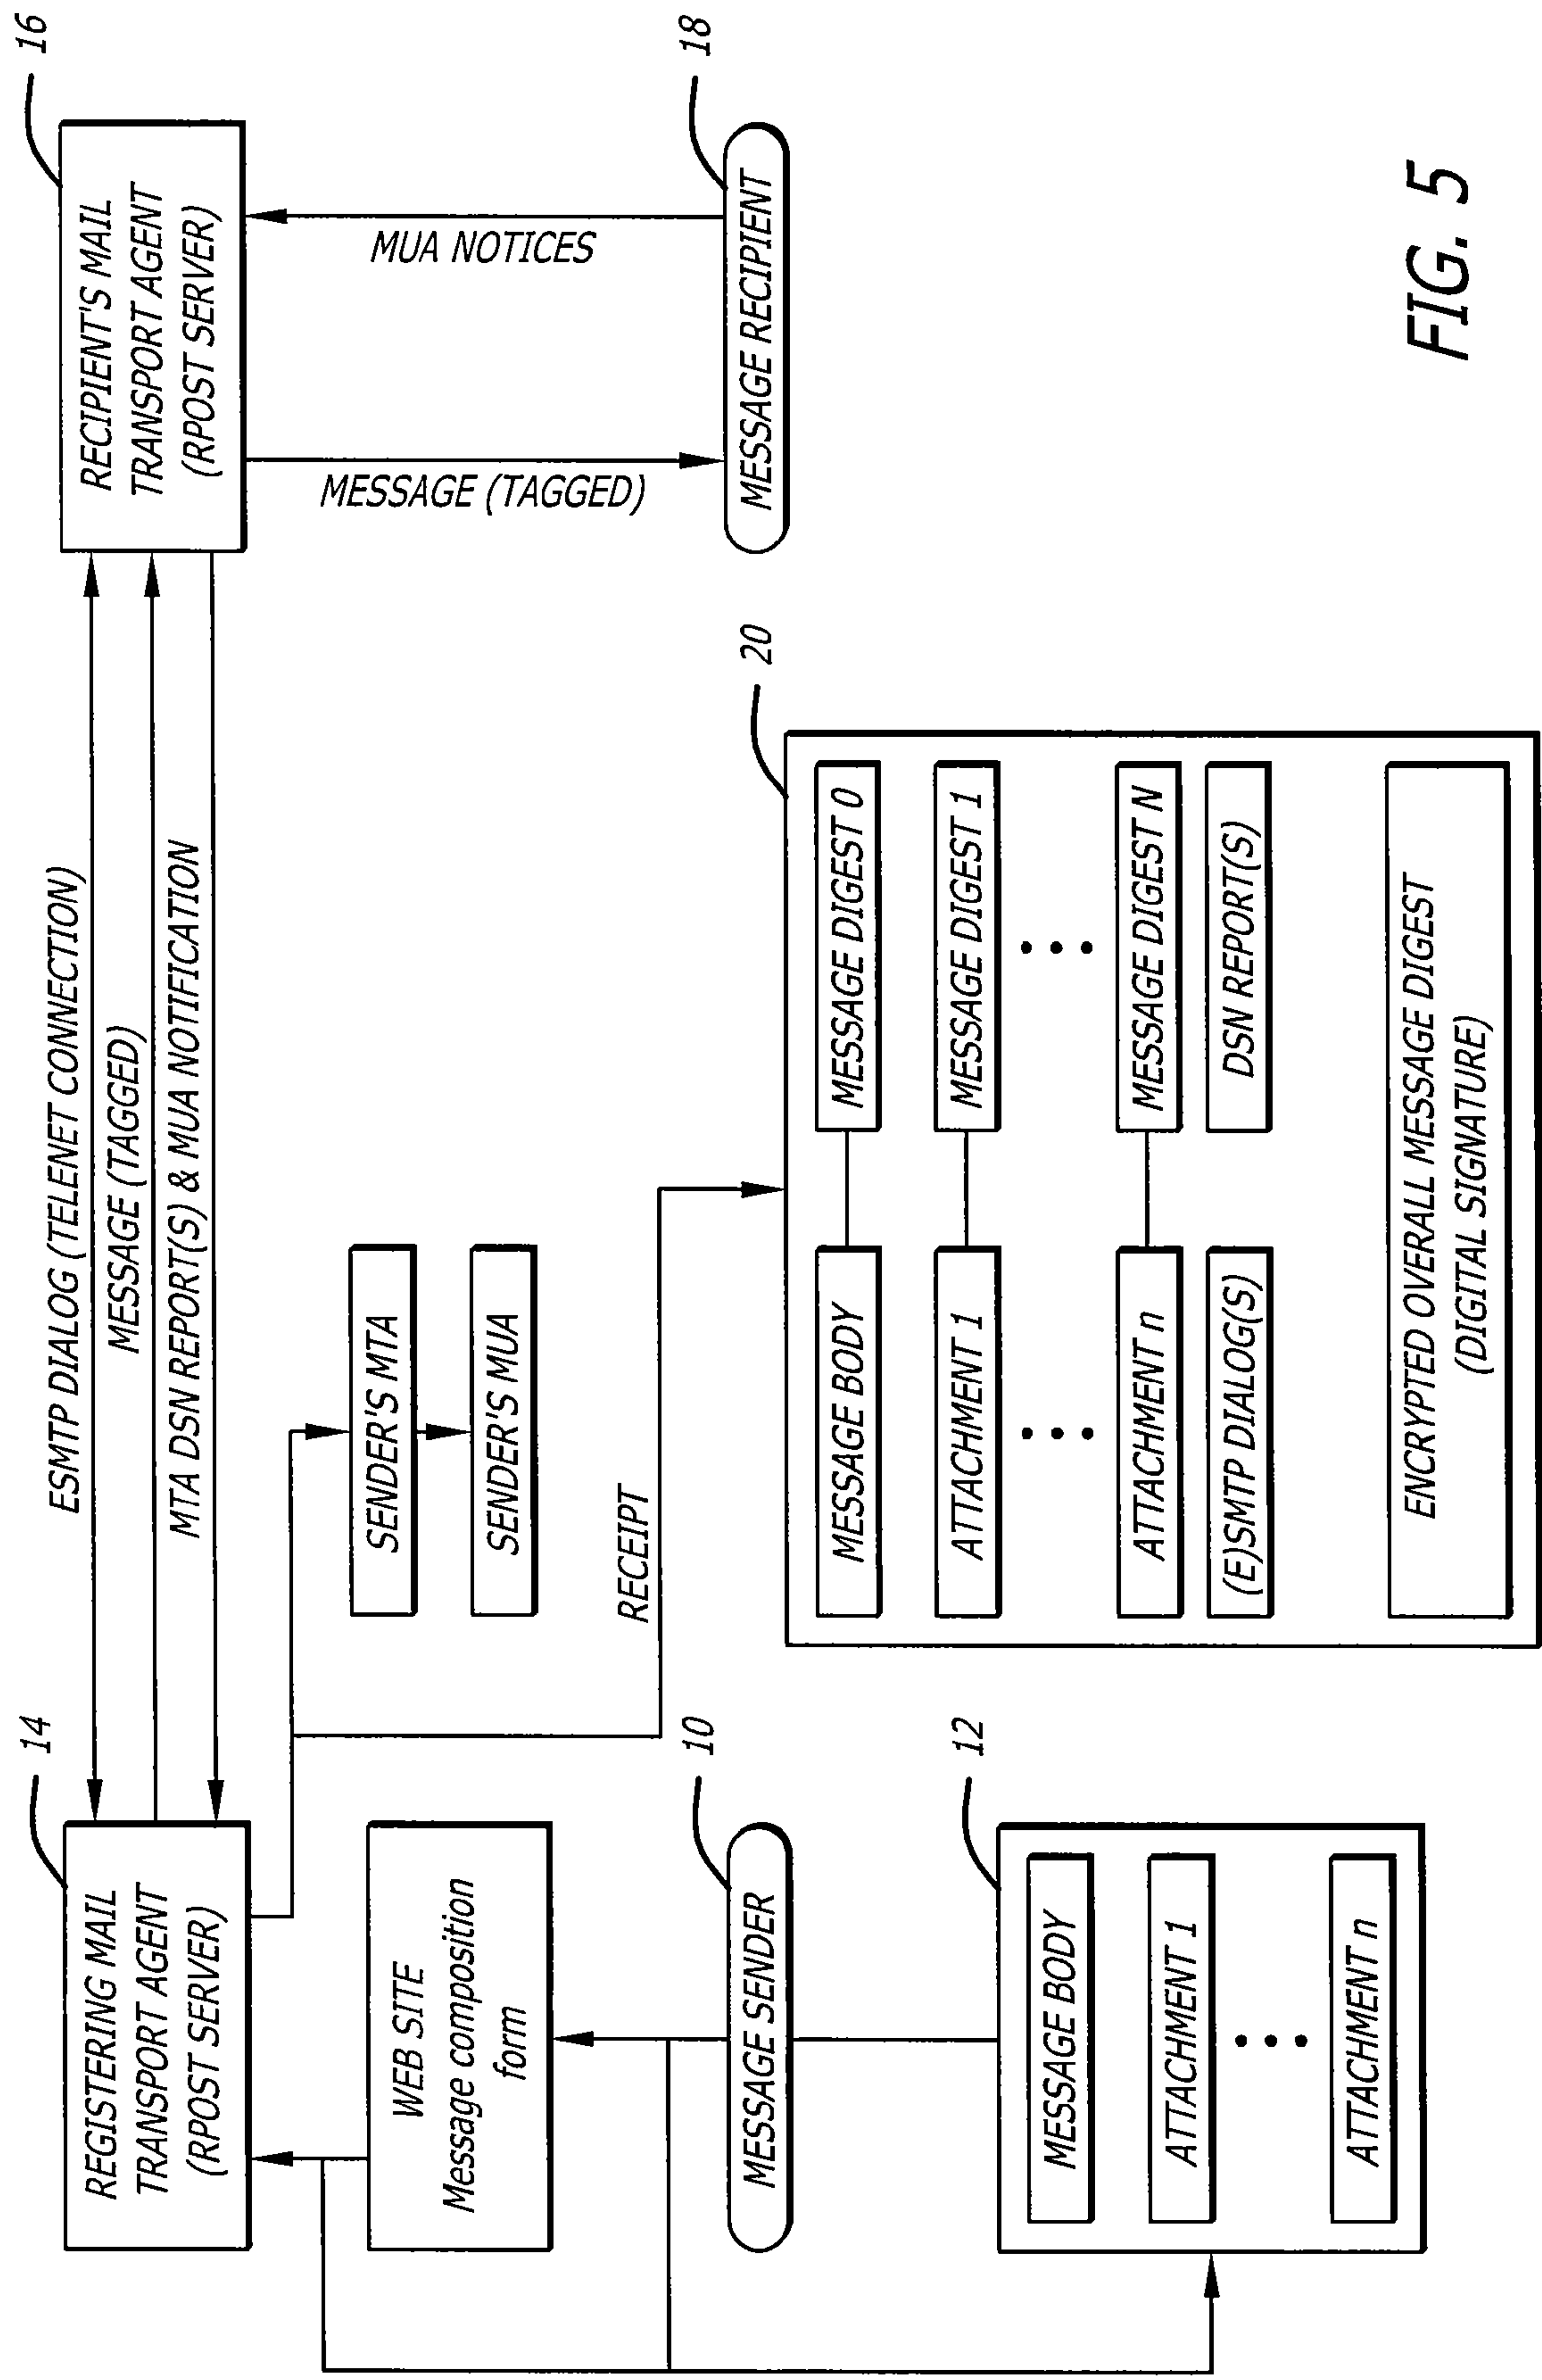 14
REGISTERING MAIL
TRANSPORT AGENT
(RPOST SERVER)
ESMTP DIALOG (TELENET CONNECTION)
MESSAGE (TAGGED)
MTA DSN REPORT(S) & MUA NOTIFICATION
16
RECIPIENT'S MAIL
TRANSPORT AGENT
(RPOST SERVER)
WEB SITE
Message composition
form
SENDER'S MTA
SENDER'S MUA
MUA NOTICES
MESSAGE (TAGGED)
RECEIPT
10
MESSAGE SENDER
18
MESSAGE RECIPIENT
12
MESSAGE BODY
ATTACHMENT 1
ATTACHMENT n
20
MESSAGE BODY
MESSAGE DIGEST 0
ATTACHMENT 1
MESSAGE DIGEST 1
ATTACHMENT n
MESSAGE DIGEST N
(E)SMTP DIALOG(S)
DSN REPORT(S)
ENCRYPTED OVERALL MESSAGE DIGEST
(DIGITAL SIGNATURE)
FIG. 5